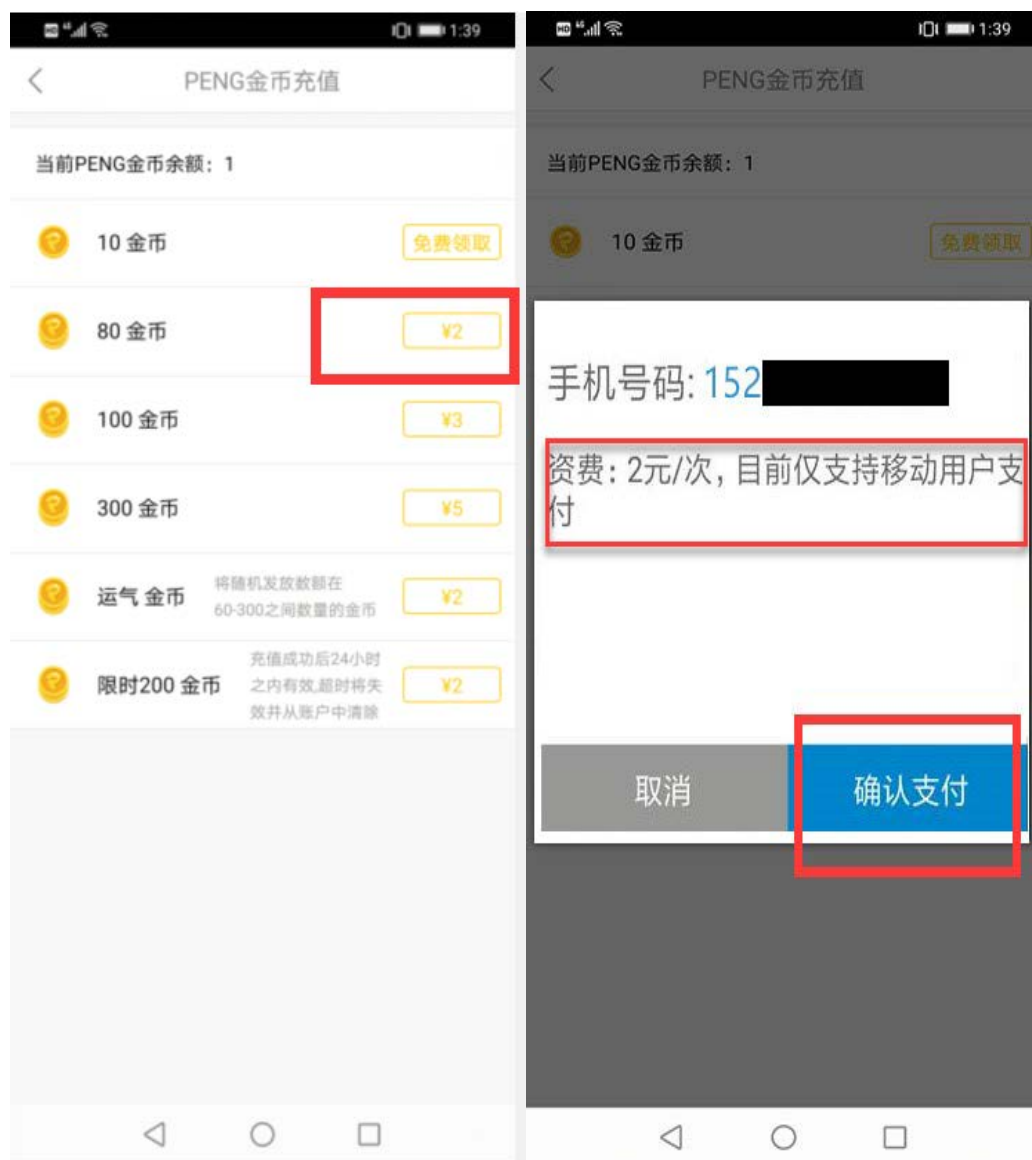 HD 4G 1:39
PENG金币充值
当前PENG金币余额：1
10 金币 免费领取
80 金币 ¥2
100 金币 ¥3
300 金币 ¥5
运气 金币 将随机发放数额在
60-300之间数量的金币 ¥2
限时200 金币 充值成功后24小时
之内有效,超时将失
效并从账户中清除 ¥2
HD 4G 1:39
PENG金币充值
当前PENG金币余额：1
10 金币 免费领取
手机号码: 152
资费: 2元/次，目前仅支持移动用户支
付
取消 确认支付